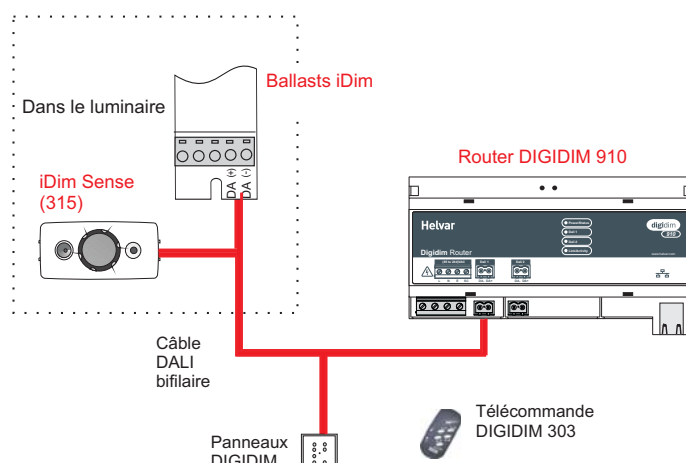 Ballasts iDim
Dans le luminaire
DA (+)
DA (-)
iDim Sense
(315)
Router DIGIDIM 910
Helvar
digidim
910
Digidim Router
Câble
DALI
bifilaire
Télécommande
DIGIDIM 303
Panneaux
DIGIDIM